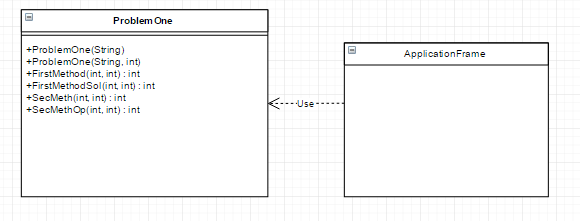 ProblemOne
+ProblemOne(String)
+ProblemOne(String, int)
+FirstMethod(int, int) : int
+FirstMethodSol(int, int) : int
+SecMeth(int, int) : int
+SecMethOp(int, int) : int
Use
ApplicationFrame